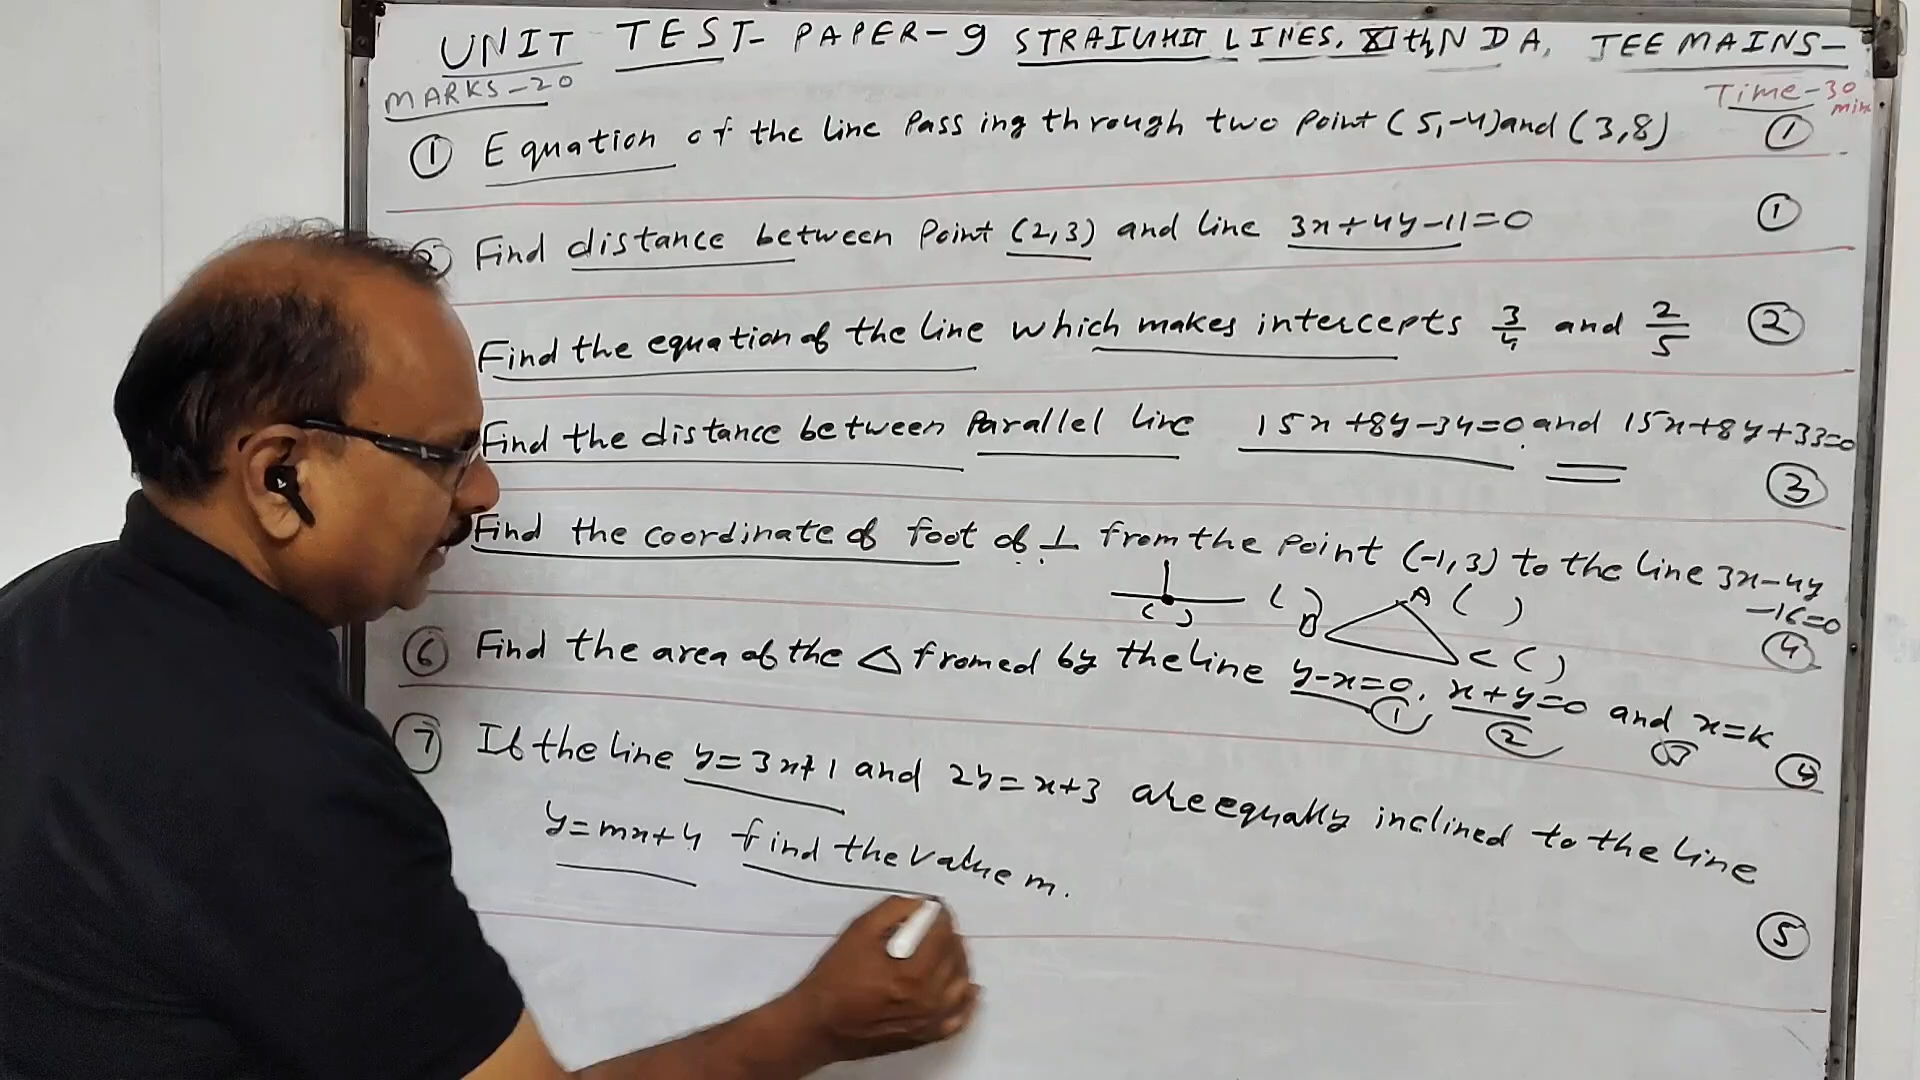 UNIT TEST- PAPER-9 STRAIGHT LINES. XIth NDA, JEE MAINS-
MARKS-20
Time-30 min
① Equation of the line Passing through two Point (5,-4) and (3,8) ①
Find distance between Point (2,3) and line 3x+4y-11=0 ①
Find the equation of the line which makes intercepts 3/4 and 2/5 ②
Find the distance between Parallel line 15x+8y-34=0 and 15x+8y+33=0
③
Find the coordinate of foot of ⊥ from the Point (-1,3) to the line 3x-4y
-16=0
④
( ) ( ) B A ( ) C ( )
⑥ Find the area of the △ fromed by the line y-x=0, x+y=0 and x=k ④
① ②
⑦ If the line y=3x+1 and 2y=x+3 are equally inclined to the line
y=mx+4 find the value m.
⑤